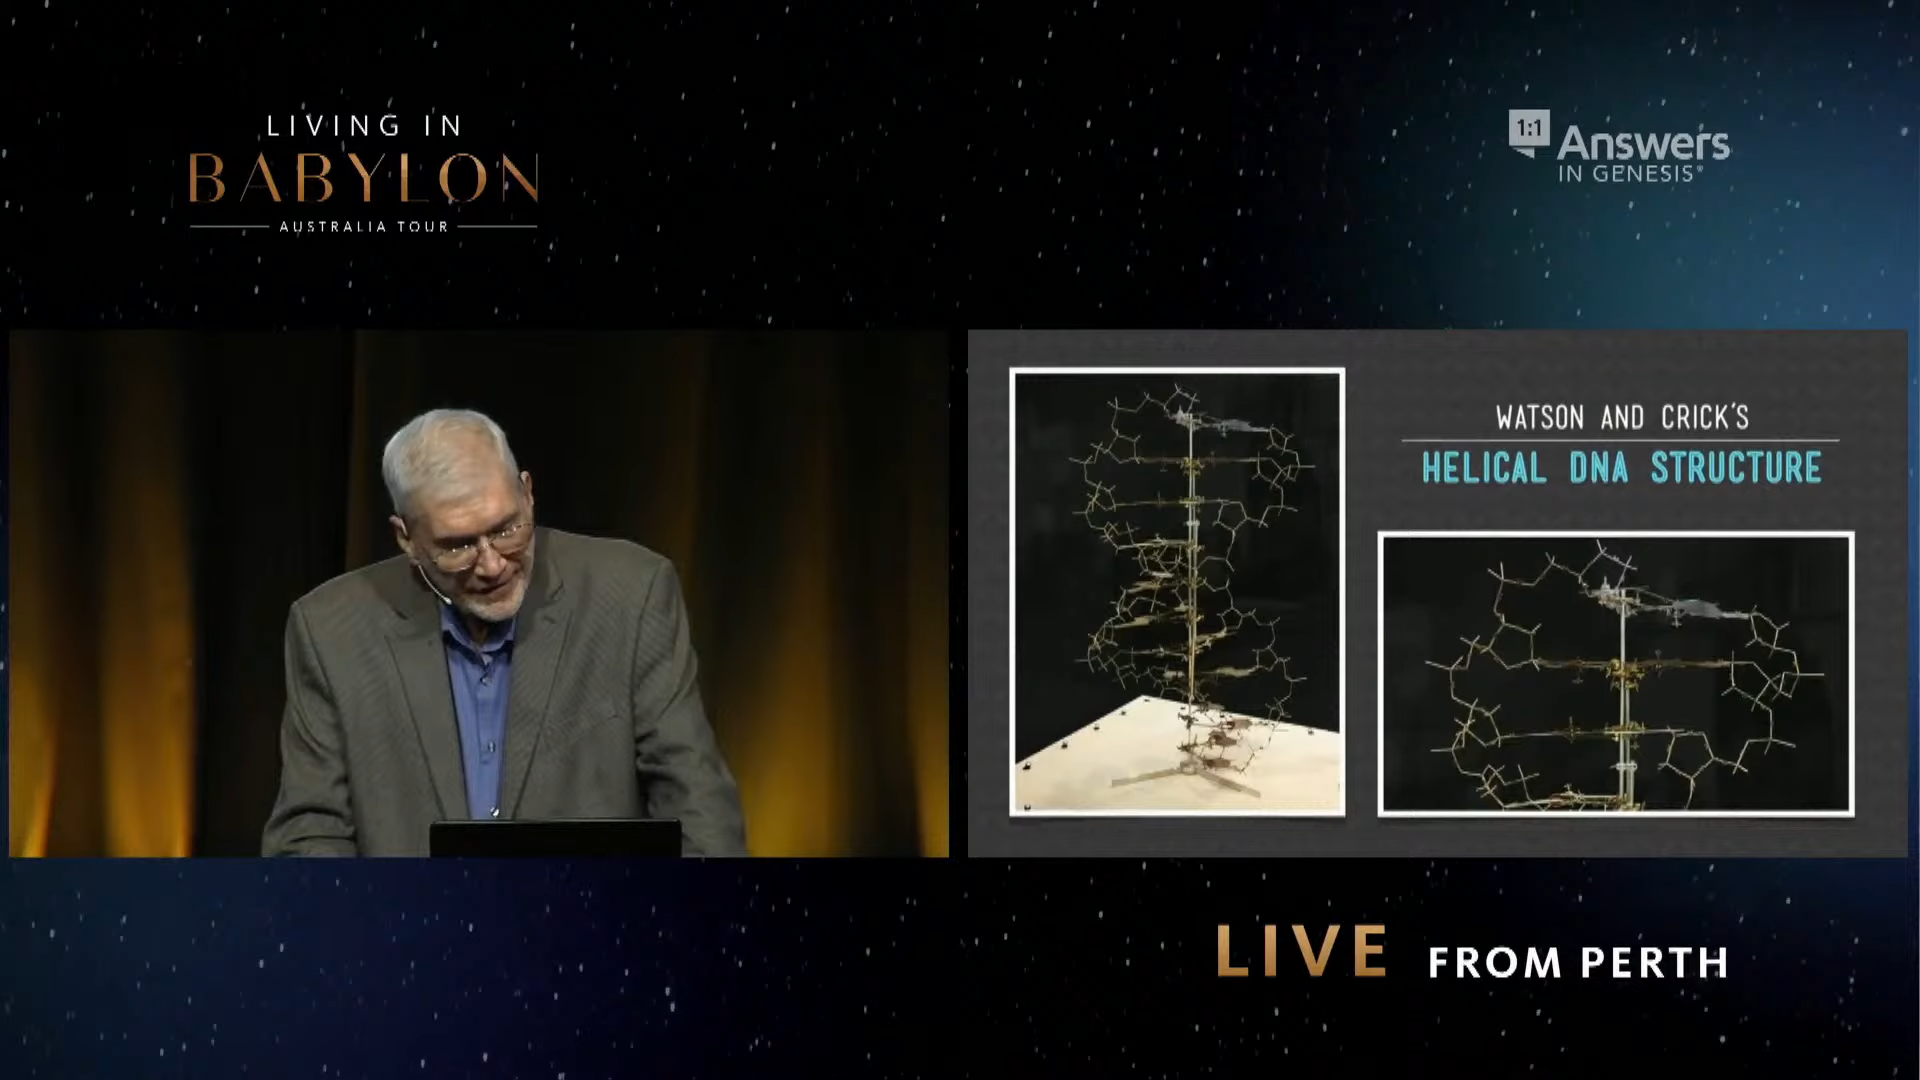 LIVING IN
BABYLON
AUSTRALIA TOUR
1:1
Answers
IN GENESIS®
WATSON AND CRICK'S
HELICAL DNA STRUCTURE
LIVE FROM PERTH